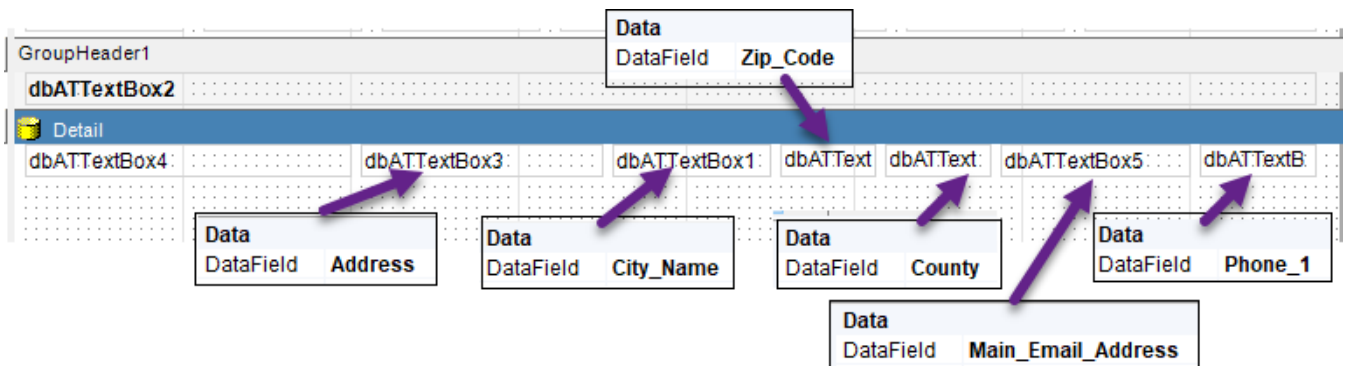 Data
DataField Zip_Code
GroupHeader1
dbATTextBox2
Detail
dbATTextBox4 dbATTextBox3 dbATTextBox1 dbATText dbATText dbATTextBox5 dbATTextB
Data
DataField Address
Data
DataField City_Name
Data
DataField County
Data
DataField Phone_1
Data
DataField Main_Email_Address